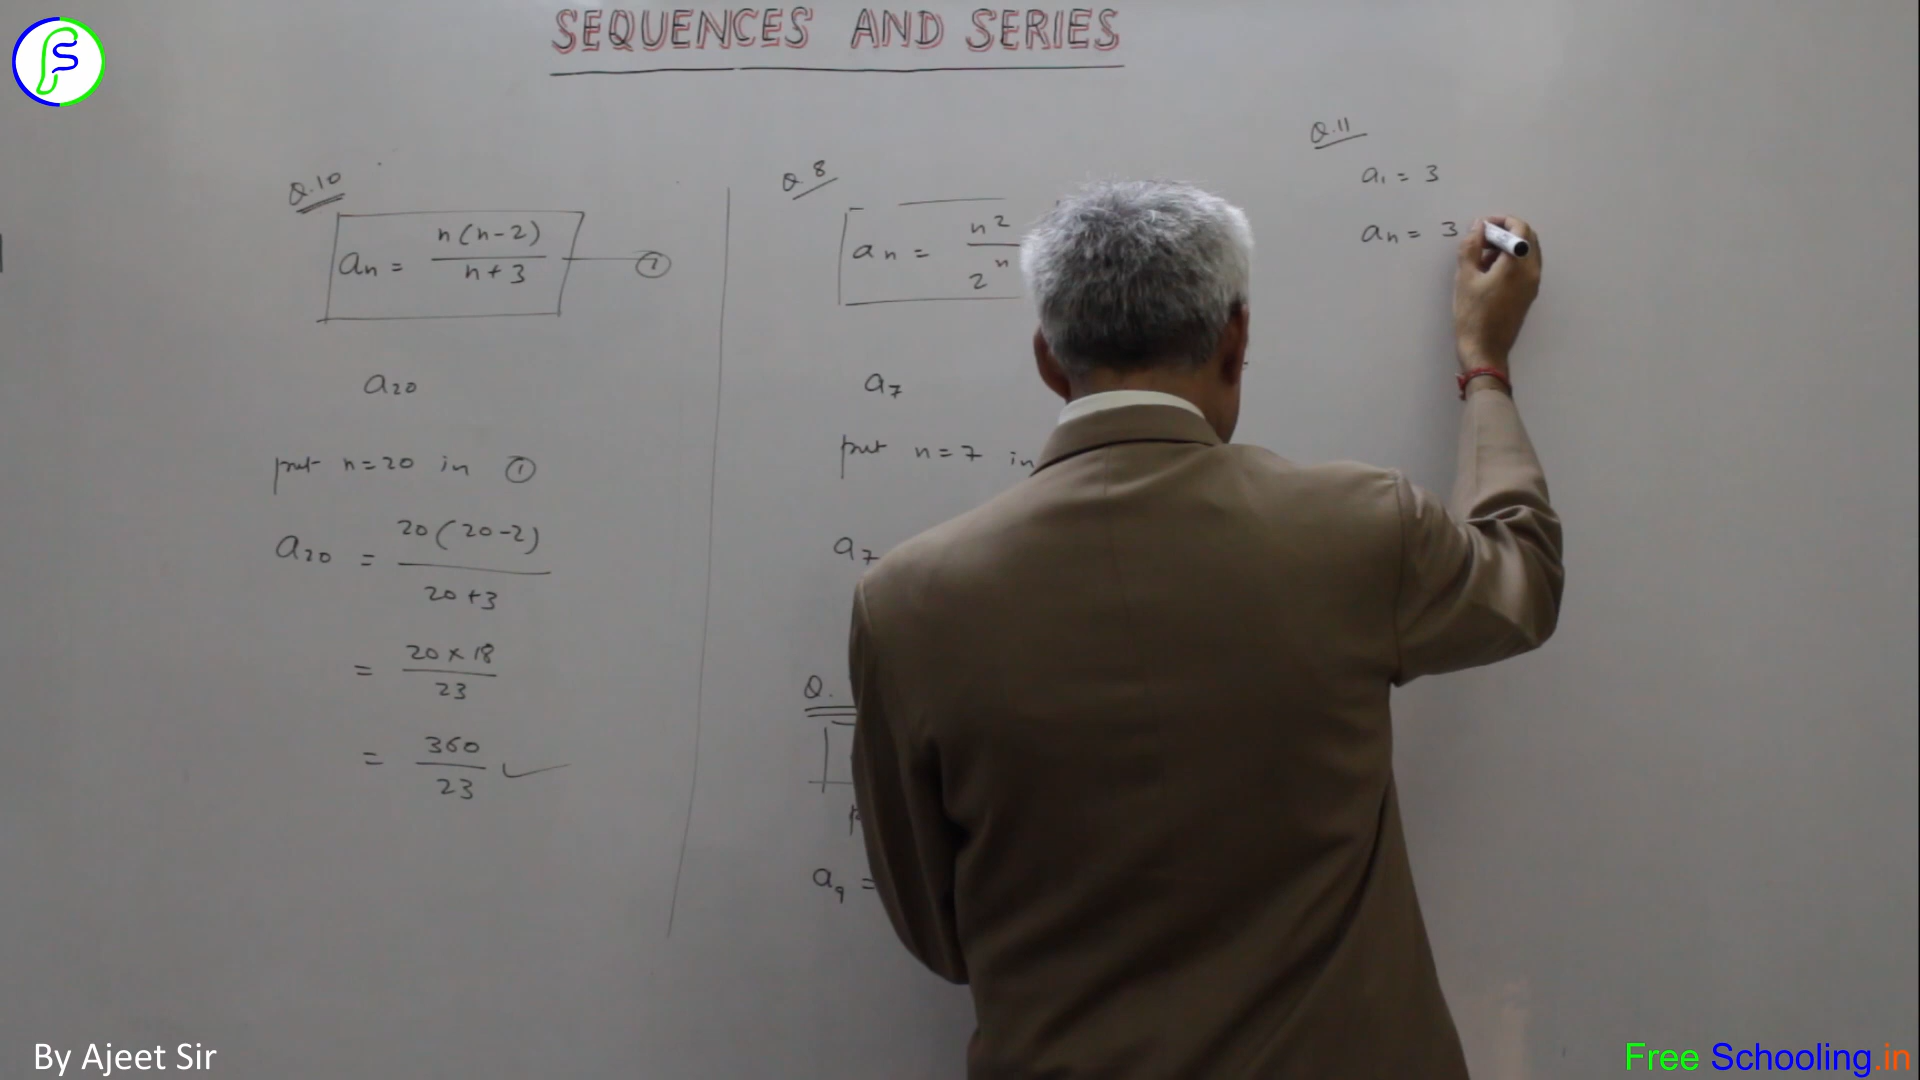 SEQUENCES AND SERIES
Q.10
aₙ = n(n-2)
n+3
①
a₂₀
put n=20 in ①
a₂₀ = 20(20-2)
20+3
= 20×18
23
= 360
23
Q.8
aₙ = n²
2ⁿ
a₇
put n=7 in
a₇
Q.
a₉ =
Q.11
a₁ = 3
aₙ = 3
By Ajeet Sir
Free Schooling.in